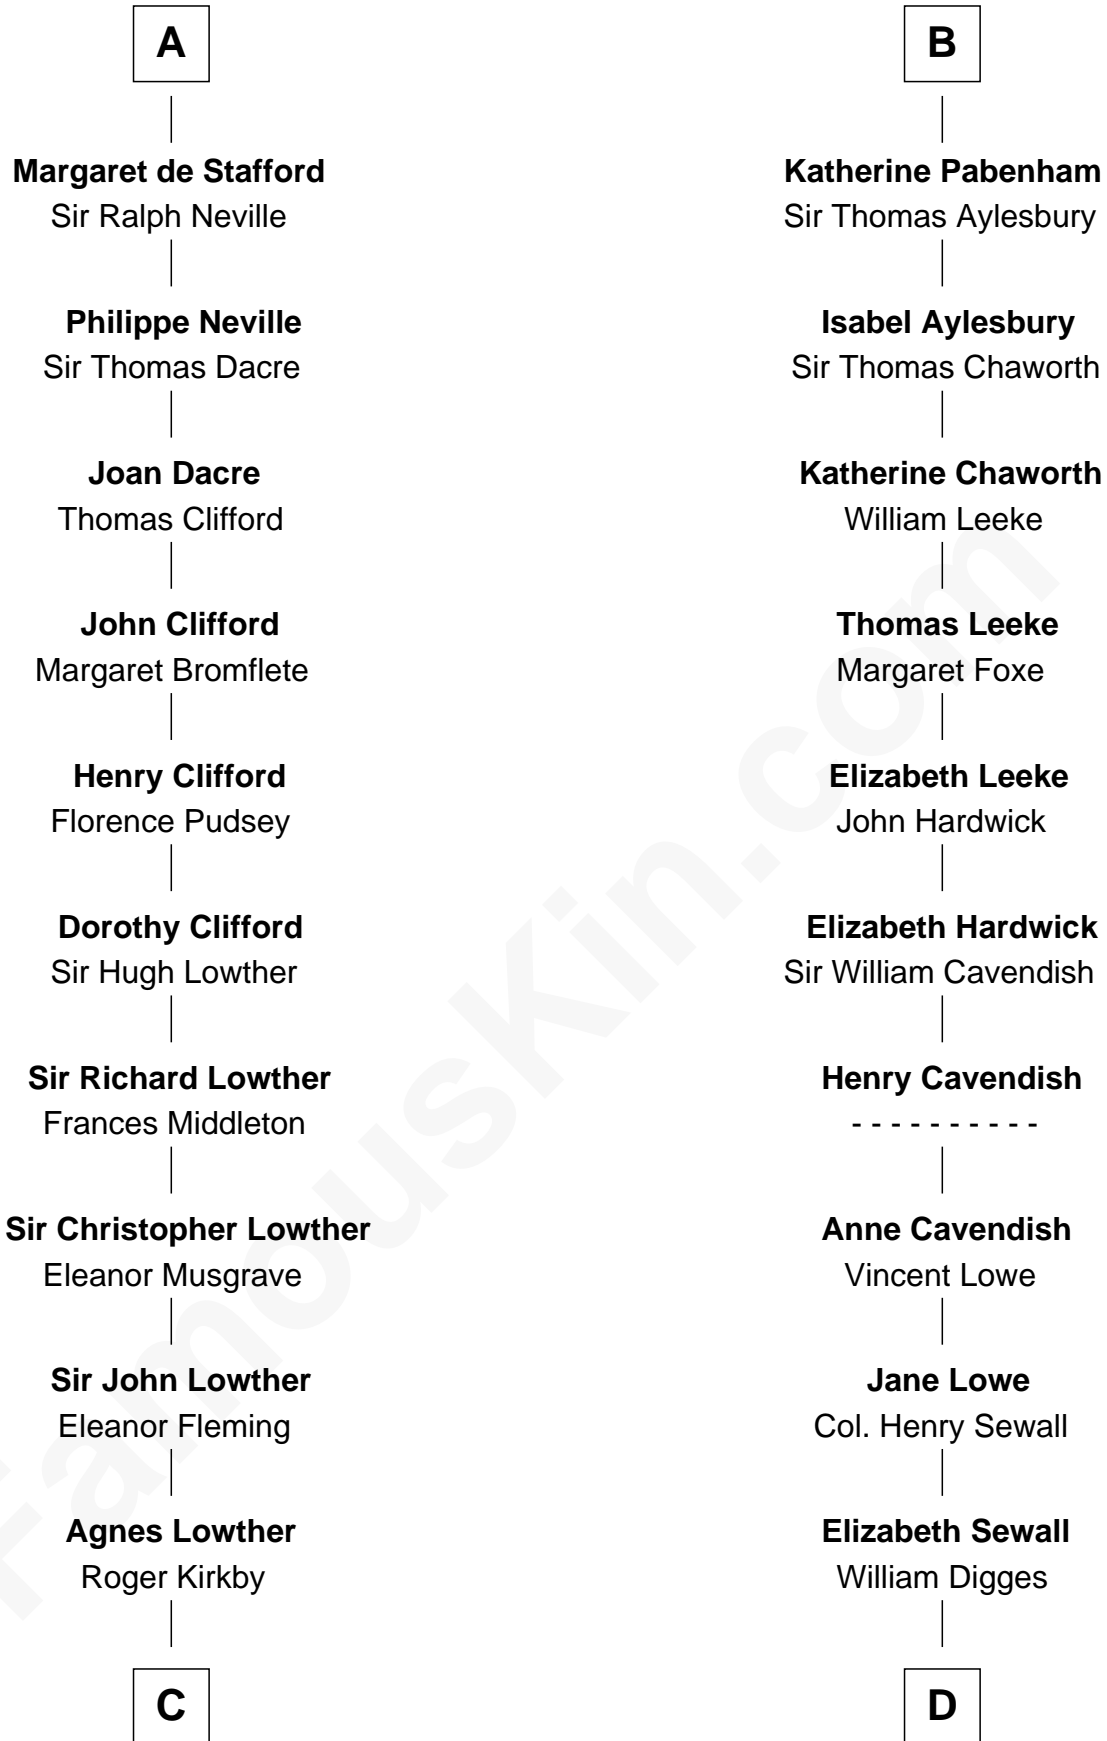 A
Margaret de Stafford
Sir Ralph Neville
Philippe Neville
Sir Thomas Dacre
Joan Dacre
Thomas Clifford
John Clifford
Margaret Bromflete
Henry Clifford
Florence Pudsey
Dorothy Clifford
Sir Hugh Lowther
Sir Richard Lowther
Frances Middleton
Sir Christopher Lowther
Eleanor Musgrave
Sir John Lowther
Eleanor Fleming
Agnes Lowther
Roger Kirkby
C
B
Katherine Pabenham
Sir Thomas Aylesbury
Isabel Aylesbury
Sir Thomas Chaworth
Katherine Chaworth
William Leeke
Thomas Leeke
Margaret Foxe
Elizabeth Leeke
John Hardwick
Elizabeth Hardwick
Sir William Cavendish
Henry Cavendish
- - - - - - - - - -
Anne Cavendish
Vincent Lowe
Jane Lowe
Col. Henry Sewall
Elizabeth Sewall
William Digges
D
FamousKin.com